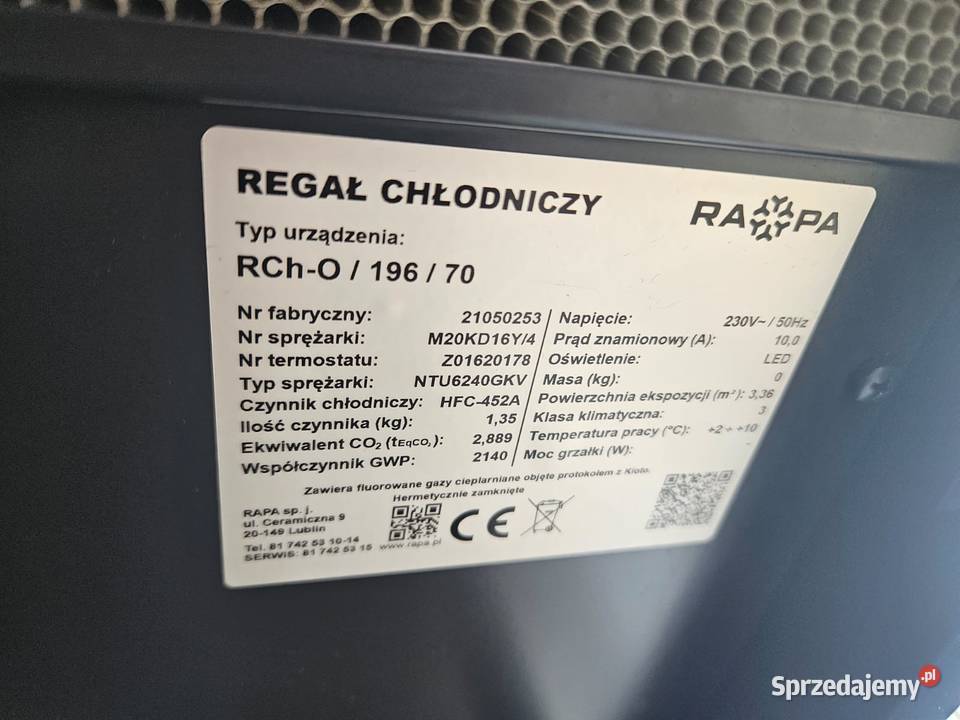 REGAŁ CHŁODNICZY
RAPA
Typ urządzenia:
RCh-O / 196 / 70
Nr fabryczny: 21050253
Nr sprężarki: M20KD16Y/4
Nr termostatu: Z01620178
Typ sprężarki: NTU6240GKV
Czynnik chłodniczy: HFC-452A
Ilość czynnika (kg): 1,35
Ekwiwalent CO₂ (tEqCO₂): 2,889
Współczynnik GWP: 2140
Napięcie: 230V~ / 50Hz
Prąd znamionowy (A): 10,0
Oświetlenie: LED
Masa (kg): 0
Powierzchnia ekspozycji (m²): 3,36
Klasa klimatyczna: 3
Temperatura pracy (°C): +2 ÷ +10
Moc grzałki (W): -
Zawiera fluorowane gazy cieplarniane objęte protokołem z Kioto.
Hermetycznie zamknięte
RAPA sp. j.
ul. Ceramiczna 9
20-149 Lublin
Tel. 81 742 53 10-14
SERWIS: 81 742 53 15
www.rapa.pl
CE
Sprzedajemy.pl